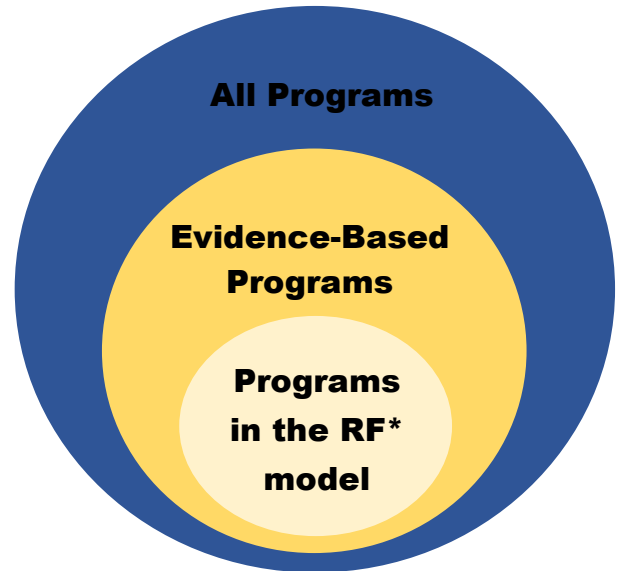 All Programs
Evidence-Based
Programs
Programs
in the RF*
model